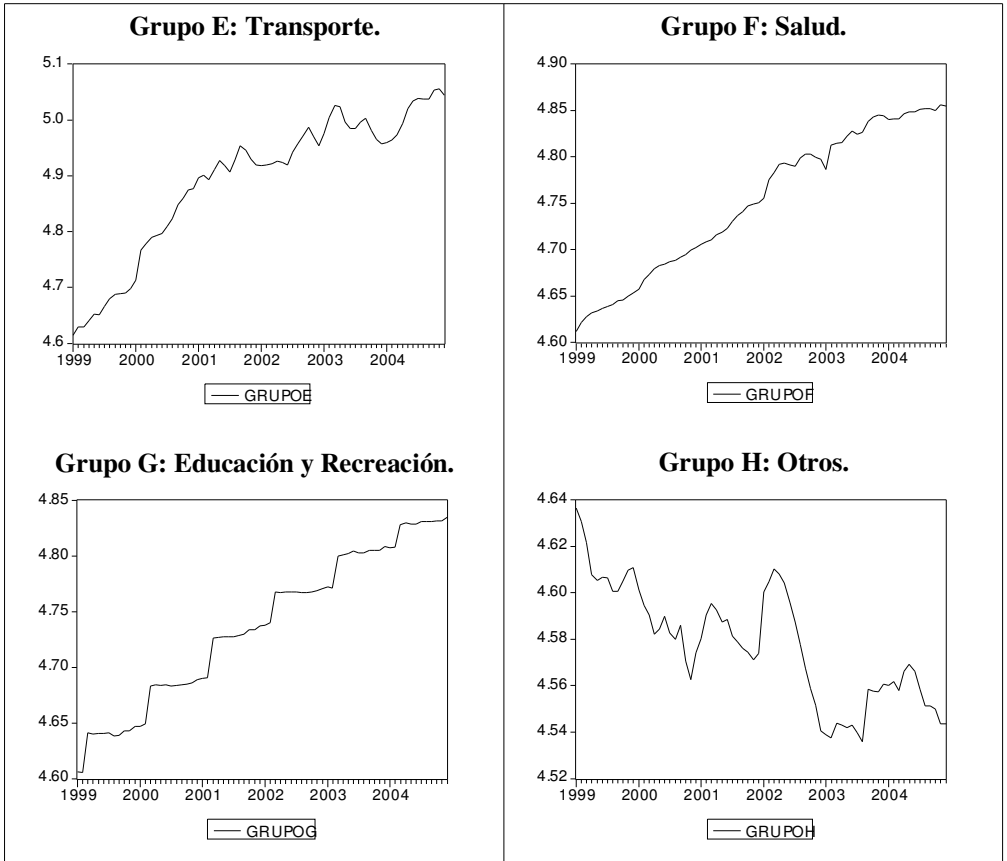 Grupo E: Transporte.
5.1
5.0
4.9
4.8
4.7
4.6
1999 2000 2001 2002 2003 2004
GRUPOE
Grupo F: Salud.
4.90
4.85
4.80
4.75
4.70
4.65
4.60
1999 2000 2001 2002 2003 2004
GRUPOF
Grupo G: Educación y Recreación.
4.85
4.80
4.75
4.70
4.65
4.60
1999 2000 2001 2002 2003 2004
GRUPOG
Grupo H: Otros.
4.64
4.62
4.60
4.58
4.56
4.54
4.52
1999 2000 2001 2002 2003 2004
GRUPOH